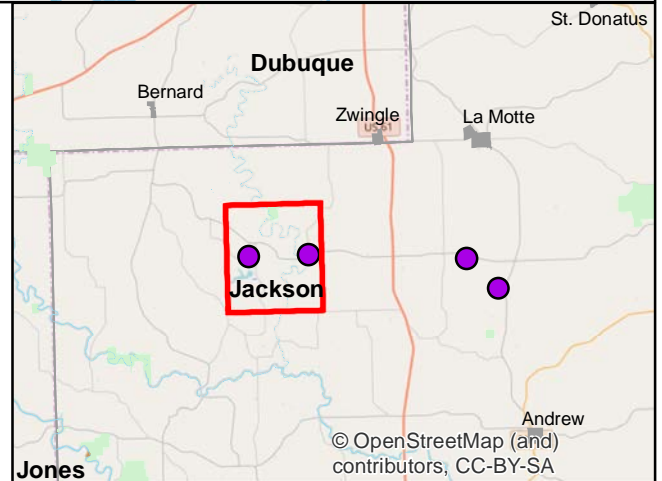 St. Donatus
Dubuque
Bernard
Zwingle
La Motte
US 61
Jackson
Andrew
© OpenStreetMap (and)
contributors, CC-BY-SA
Jones